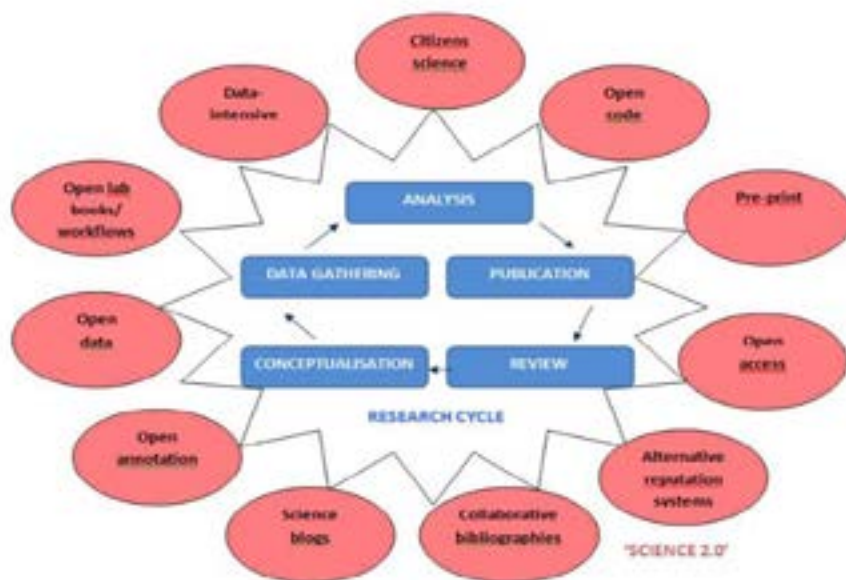 Citizens
science
Data-
intensive
Open
code
Open lab
books/
workflows
Pre-print
ANALYSIS
DATA GATHERING
PUBLICATION
Open
data
Open
access
CONCEPTUALISATION
REVIEW
RESEARCH CYCLE
Open
annotation
Alternative
reputation
systems
Science
blogs
Collaborative
bibliographies
"SCIENCE 2.0"